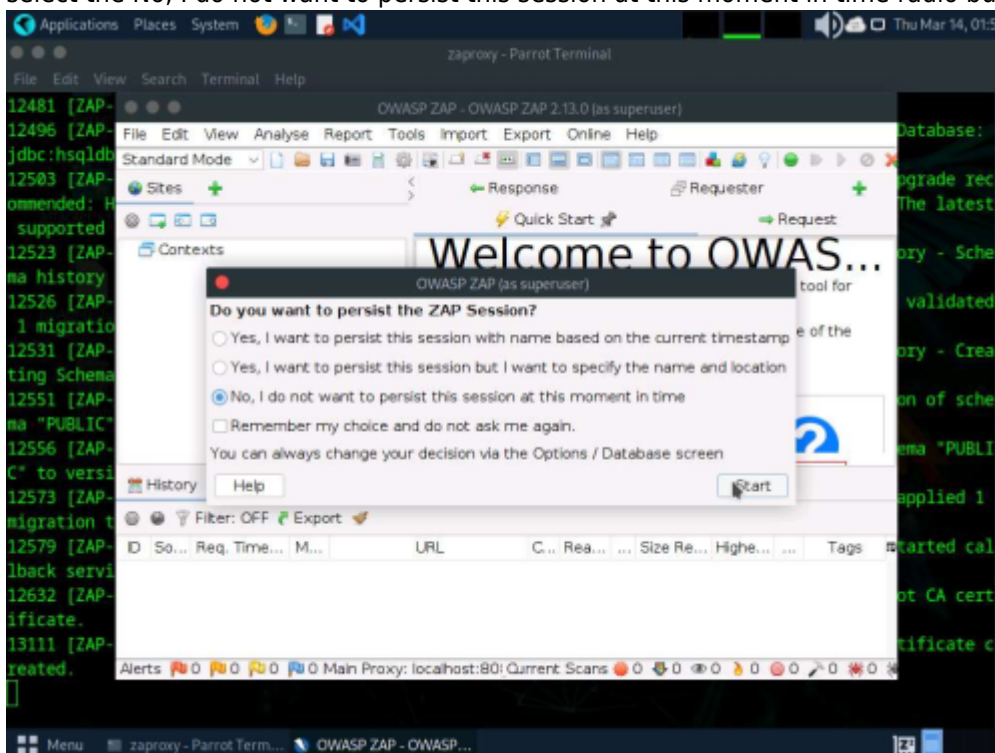 select the No, I do not want to persist this session at this moment in time radio bu
Applications Places System Thu Mar 14, 01:5
zaproxy - Parrot Terminal
File Edit View Search Terminal Help
12481 [ZAP-
12496 [ZAP- Database:
jdbc:hsqldb
12503 [ZAP- pgrade rec
ommended: H The latest
supported
12523 [ZAP- ory - Sche
ma history
12526 [ZAP- validated
1 migratio
12531 [ZAP- ory - Crea
ting Schema
12551 [ZAP- on of sche
ma "PUBLIC"
12556 [ZAP- ema "PUBLI
C" to versi
12573 [ZAP- applied 1
migration t
12579 [ZAP- tarted cal
lback servi
12632 [ZAP- ot CA cert
ificate.
13111 [ZAP- tificate c
reated.
OWASP ZAP - OWASP ZAP 2.13.0 (as superuser)
File Edit View Analyse Report Tools Import Export Online Help
Standard Mode
Sites Response Requester
Quick Start Request
Contexts
Welcome to OWAS...
tool for
e of the
OWASP ZAP (as superuser)
Do you want to persist the ZAP Session?
Yes, I want to persist this session with name based on the current timestamp
Yes, I want to persist this session but I want to specify the name and location
No, I do not want to persist this session at this moment in time
Remember my choice and do not ask me again.
You can always change your decision via the Options / Database screen
Help Start
History
Filter: OFF Export
ID So... Req. Time... M... URL C... Rea... ... Size Re... Highe... ... Tags
Alerts 0 0 0 0 Main Proxy: localhost:80 Current Scans 0 0 0 0 0 0 0
Menu zaproxy - Parrot Term... OWASP ZAP - OWASP...